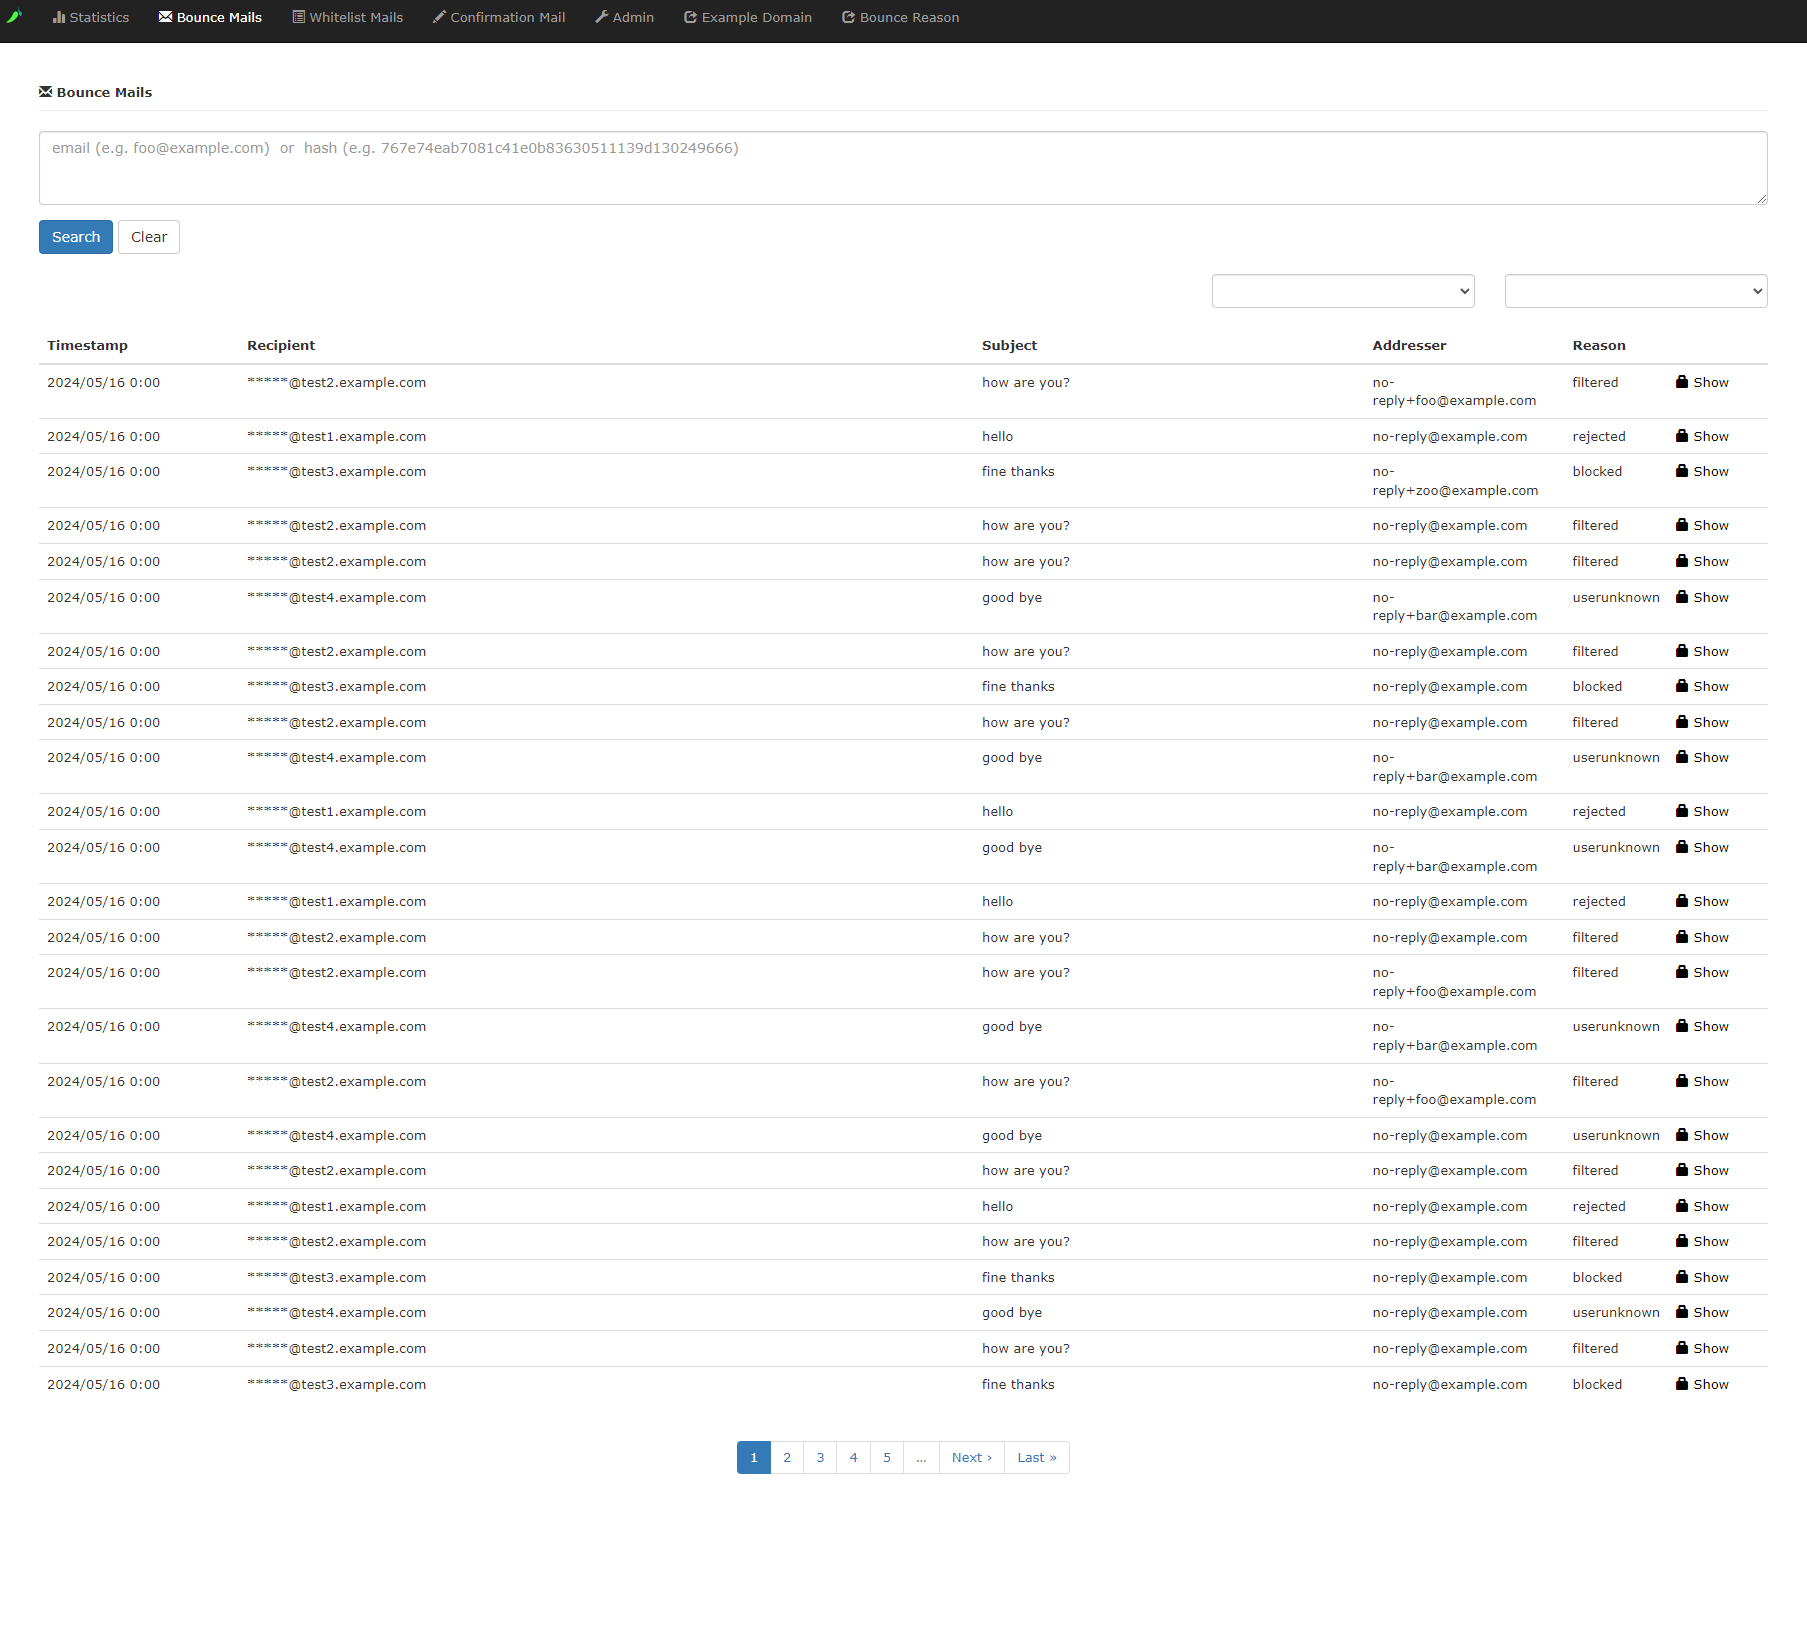 Statistics Bounce Mails Whitelist Mails Confirmation Mail Admin Example Domain Bounce Reason
Bounce Mails
email (e.g. foo@example.com) or hash (e.g. 767e74eab7081c41e0b83630511139d130249666)
Search Clear
Timestamp Recipient Subject Addresser Reason
2024/05/16 0:00 *****@test2.example.com how are you? no-
reply+foo@example.com filtered Show
2024/05/16 0:00 *****@test1.example.com hello no-reply@example.com rejected Show
2024/05/16 0:00 *****@test3.example.com fine thanks no-
reply+zoo@example.com blocked Show
2024/05/16 0:00 *****@test2.example.com how are you? no-reply@example.com filtered Show
2024/05/16 0:00 *****@test2.example.com how are you? no-reply@example.com filtered Show
2024/05/16 0:00 *****@test4.example.com good bye no-
reply+bar@example.com userunknown Show
2024/05/16 0:00 *****@test2.example.com how are you? no-reply@example.com filtered Show
2024/05/16 0:00 *****@test3.example.com fine thanks no-reply@example.com blocked Show
2024/05/16 0:00 *****@test2.example.com how are you? no-reply@example.com filtered Show
2024/05/16 0:00 *****@test4.example.com good bye no-
reply+bar@example.com userunknown Show
2024/05/16 0:00 *****@test1.example.com hello no-reply@example.com rejected Show
2024/05/16 0:00 *****@test4.example.com good bye no-
reply+bar@example.com userunknown Show
2024/05/16 0:00 *****@test1.example.com hello no-reply@example.com rejected Show
2024/05/16 0:00 *****@test2.example.com how are you? no-reply@example.com filtered Show
2024/05/16 0:00 *****@test2.example.com how are you? no-
reply+foo@example.com filtered Show
2024/05/16 0:00 *****@test4.example.com good bye no-
reply+bar@example.com userunknown Show
2024/05/16 0:00 *****@test2.example.com how are you? no-
reply+foo@example.com filtered Show
2024/05/16 0:00 *****@test4.example.com good bye no-reply@example.com userunknown Show
2024/05/16 0:00 *****@test2.example.com how are you? no-reply@example.com filtered Show
2024/05/16 0:00 *****@test1.example.com hello no-reply@example.com rejected Show
2024/05/16 0:00 *****@test2.example.com how are you? no-reply@example.com filtered Show
2024/05/16 0:00 *****@test3.example.com fine thanks no-reply@example.com blocked Show
2024/05/16 0:00 *****@test4.example.com good bye no-reply@example.com userunknown Show
2024/05/16 0:00 *****@test2.example.com how are you? no-reply@example.com filtered Show
2024/05/16 0:00 *****@test3.example.com fine thanks no-reply@example.com blocked Show
1 2 3 4 5 ... Next › Last »